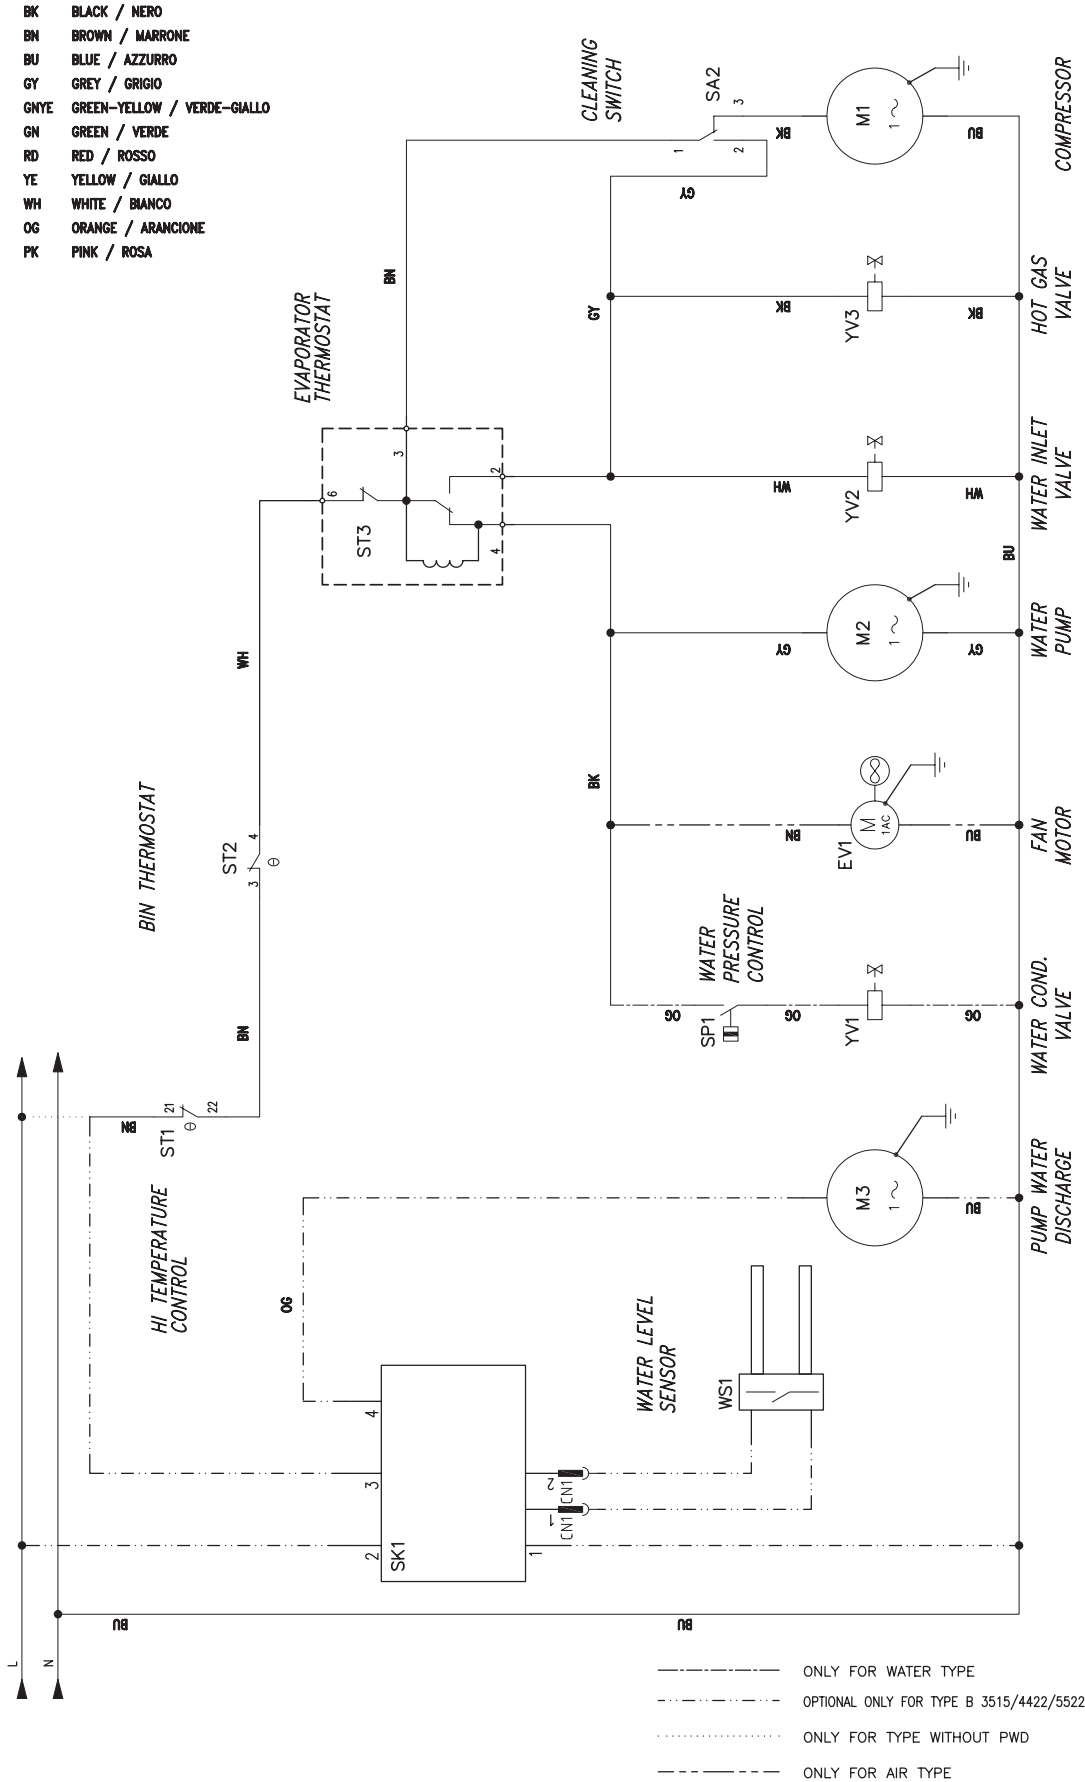 BK BLACK / NERO
BN BROWN / MARRONE
BU BLUE / AZZURRO
GY GREY / GRIGIO
GNYE GREEN-YELLOW / VERDE-GIALLO
GN GREEN / VERDE
RD RED / ROSSO
YE YELLOW / GIALLO
WH WHITE / BIANCO
OG ORANGE / ARANCIONE
PK PINK / ROSA
CLEANING
SWITCH
SA2
1
2
3
BK
GY
M1
1
BU
COMPRESSOR
BN
EVAPORATOR
THERMOSTAT
6
3
2
4
ST3
GY
BK
YV3
BK
HOT GAS
VALVE
WH
YV2
WH
WATER INLET
VALVE
BU
WH
GY
M2
1
GY
WATER
PUMP
BIN THERMOSTAT
ST2
4
3
BK
BN
EV1
M
1AC
BU
FAN
MOTOR
BN
WATER
PRESSURE
CONTROL
OG
SP1
OG
YV1
OG
WATER COND.
VALVE
BN
21
22
ST1
HI TEMPERATURE
CONTROL
OG
M3
1
BU
PUMP WATER
DISCHARGE
WATER LEVEL
SENSOR
WS1
4
3
2
SK1
2
CN1
1
CN1
1
BU
BU
L
N
ONLY FOR WATER TYPE
OPTIONAL ONLY FOR TYPE B 3515/4422/5522
ONLY FOR TYPE WITHOUT PWD
ONLY FOR AIR TYPE